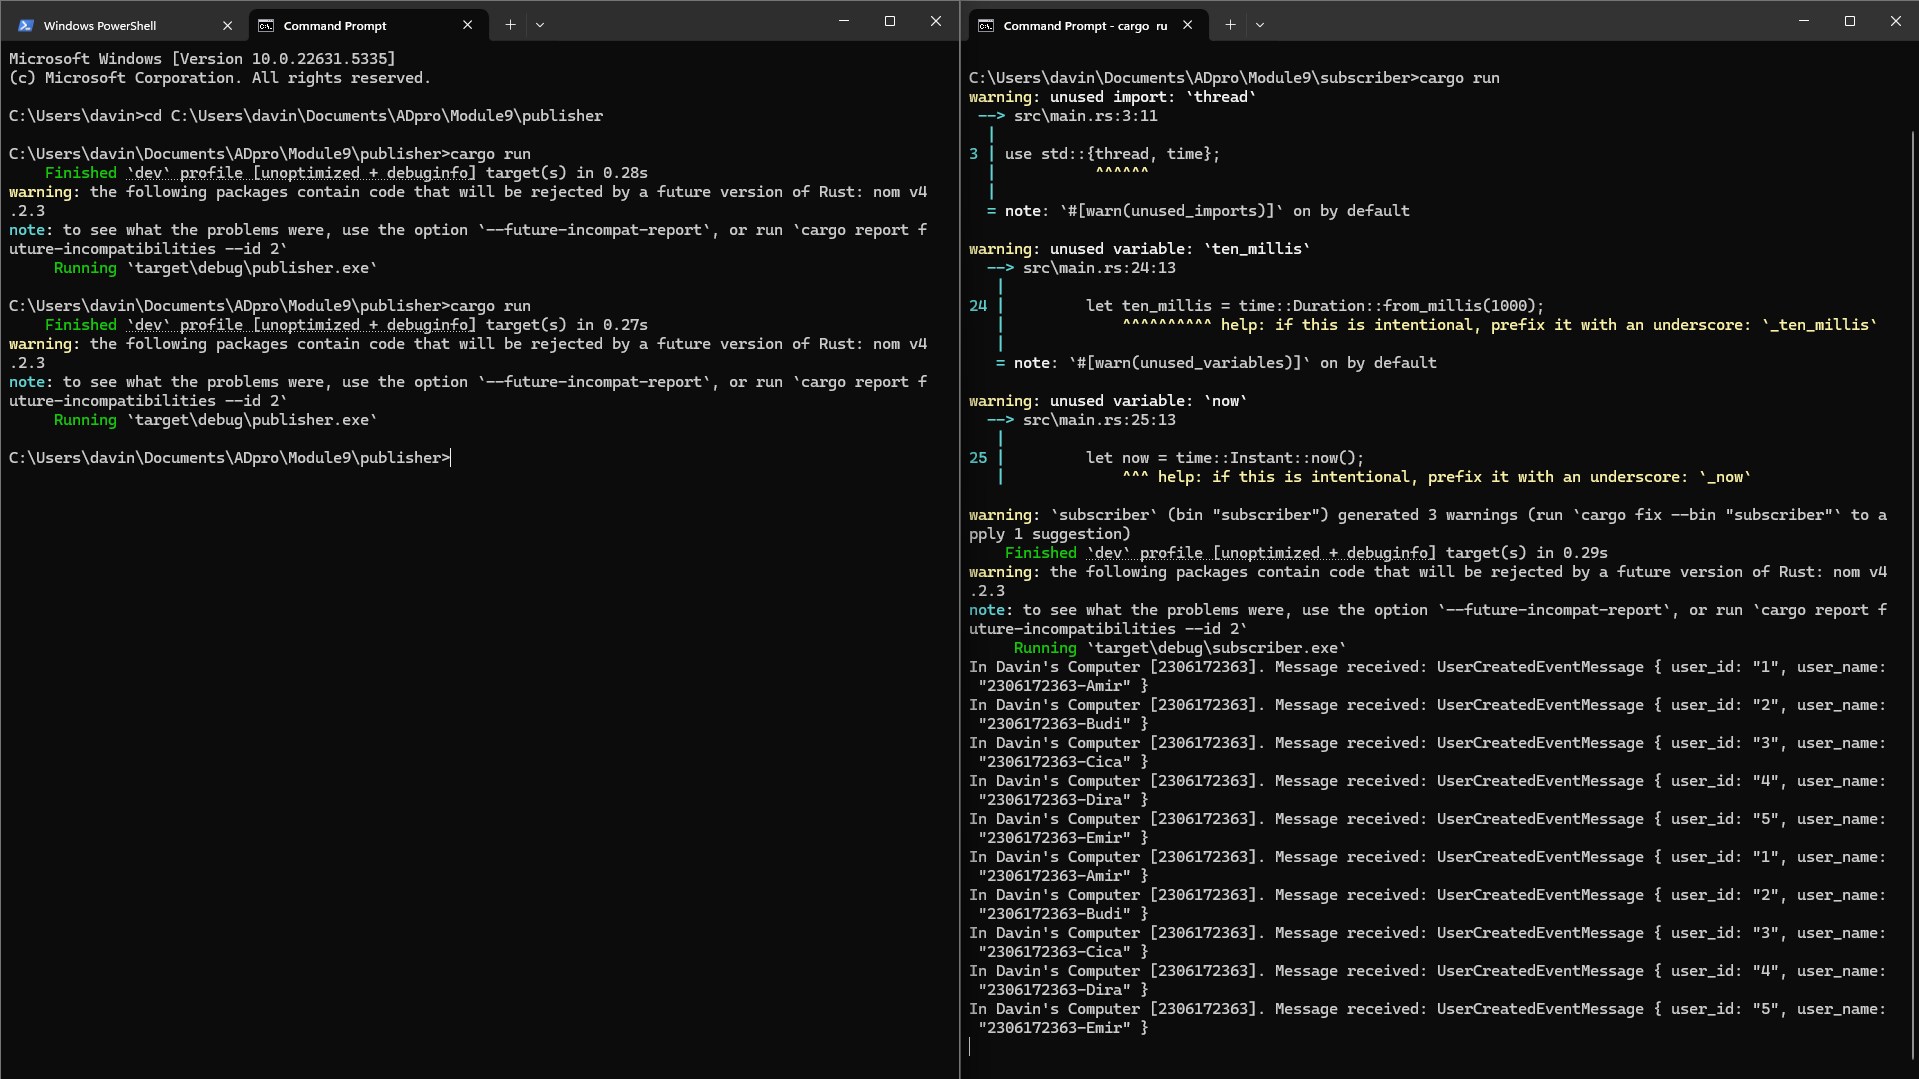 Windows PowerShell
Command Prompt
Microsoft Windows [Version 10.0.22631.5335]
(c) Microsoft Corporation. All rights reserved.
C:\Users\davin>cd C:\Users\davin\Documents\ADpro\Module9\publisher
C:\Users\davin\Documents\ADpro\Module9\publisher>cargo run
    Finished `dev` profile [unoptimized + debuginfo] target(s) in 0.28s
warning: the following packages contain code that will be rejected by a future version of Rust: nom v4
.2.3
note: to see what the problems were, use the option `--future-incompat-report`, or run `cargo report f
uture-incompatibilities --id 2`
     Running `target\debug\publisher.exe`
C:\Users\davin\Documents\ADpro\Module9\publisher>cargo run
    Finished `dev` profile [unoptimized + debuginfo] target(s) in 0.27s
warning: the following packages contain code that will be rejected by a future version of Rust: nom v4
.2.3
note: to see what the problems were, use the option `--future-incompat-report`, or run `cargo report f
uture-incompatibilities --id 2`
     Running `target\debug\publisher.exe`
C:\Users\davin\Documents\ADpro\Module9\publisher>
Command Prompt - cargo  ru
C:\Users\davin\Documents\ADpro\Module9\subscriber>cargo run
warning: unused import: `thread`
 --> src\main.rs:3:11
  |
3 | use std::{thread, time};
  |           ^^^^^^
  |
  = note: `#[warn(unused_imports)]` on by default
warning: unused variable: `ten_millis`
  --> src\main.rs:24:13
   |
24 |         let ten_millis = time::Duration::from_millis(1000);
   |             ^^^^^^^^^^ help: if this is intentional, prefix it with an underscore: `_ten_millis`
   |
   = note: `#[warn(unused_variables)]` on by default
warning: unused variable: `now`
  --> src\main.rs:25:13
   |
25 |         let now = time::Instant::now();
   |             ^^^ help: if this is intentional, prefix it with an underscore: `_now`
warning: `subscriber` (bin "subscriber") generated 3 warnings (run `cargo fix --bin "subscriber"` to a
pply 1 suggestion)
    Finished `dev` profile [unoptimized + debuginfo] target(s) in 0.29s
warning: the following packages contain code that will be rejected by a future version of Rust: nom v4
.2.3
note: to see what the problems were, use the option `--future-incompat-report`, or run `cargo report f
uture-incompatibilities --id 2`
     Running `target\debug\subscriber.exe`
In Davin's Computer [2306172363]. Message received: UserCreatedEventMessage { user_id: "1", user_name:
 "2306172363-Amir" }
In Davin's Computer [2306172363]. Message received: UserCreatedEventMessage { user_id: "2", user_name:
 "2306172363-Budi" }
In Davin's Computer [2306172363]. Message received: UserCreatedEventMessage { user_id: "3", user_name:
 "2306172363-Cica" }
In Davin's Computer [2306172363]. Message received: UserCreatedEventMessage { user_id: "4", user_name:
 "2306172363-Dira" }
In Davin's Computer [2306172363]. Message received: UserCreatedEventMessage { user_id: "5", user_name:
 "2306172363-Emir" }
In Davin's Computer [2306172363]. Message received: UserCreatedEventMessage { user_id: "1", user_name:
 "2306172363-Amir" }
In Davin's Computer [2306172363]. Message received: UserCreatedEventMessage { user_id: "2", user_name:
 "2306172363-Budi" }
In Davin's Computer [2306172363]. Message received: UserCreatedEventMessage { user_id: "3", user_name:
 "2306172363-Cica" }
In Davin's Computer [2306172363]. Message received: UserCreatedEventMessage { user_id: "4", user_name:
 "2306172363-Dira" }
In Davin's Computer [2306172363]. Message received: UserCreatedEventMessage { user_id: "5", user_name:
 "2306172363-Emir" }